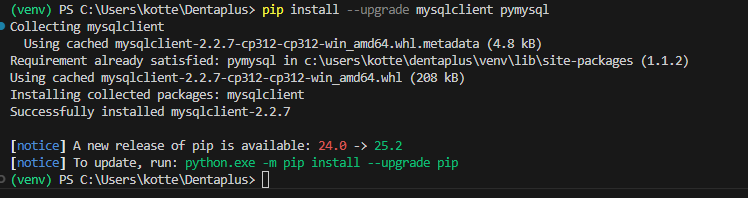 (venv) PS C:\Users\kotte\Dentaplus> pip install --upgrade mysqlclient pymysql
Collecting mysqlclient
  Using cached mysqlclient-2.2.7-cp312-cp312-win_amd64.whl.metadata (4.8 kB)
Requirement already satisfied: pymysql in c:\users\kotte\dentaplus\venv\lib\site-packages (1.1.2)
Using cached mysqlclient-2.2.7-cp312-cp312-win_amd64.whl (208 kB)
Installing collected packages: mysqlclient
Successfully installed mysqlclient-2.2.7
[notice] A new release of pip is available: 24.0 -> 25.2
[notice] To update, run: python.exe -m pip install --upgrade pip
(venv) PS C:\Users\kotte\Dentaplus>